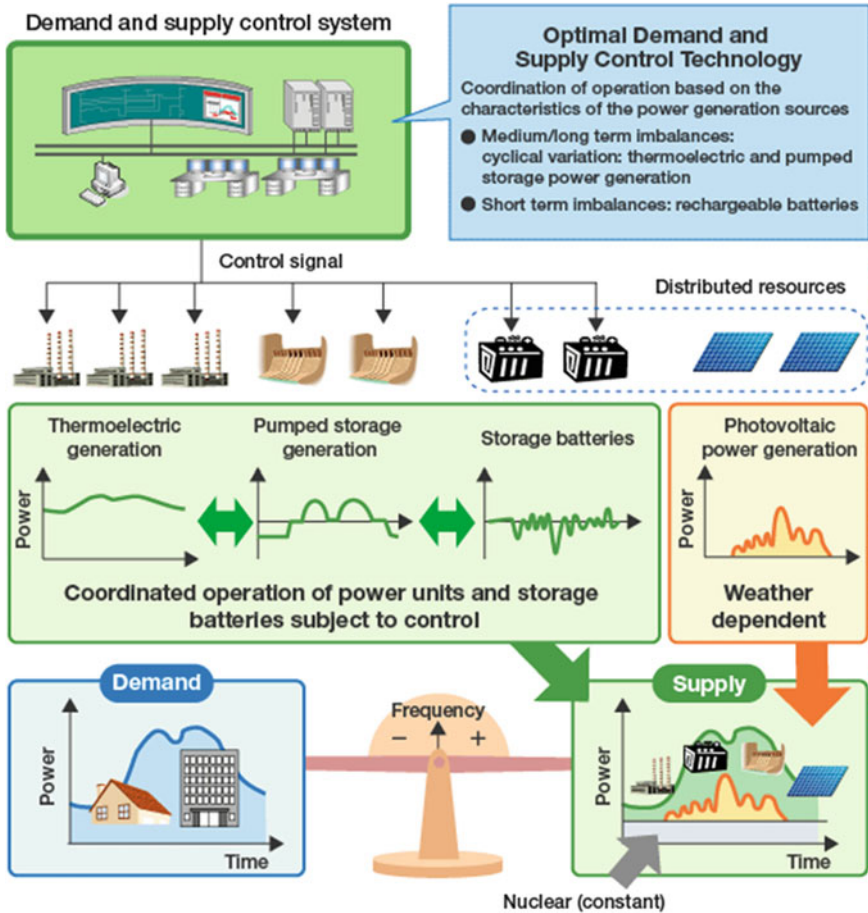 Demand and supply control system
Optimal Demand and
Supply Control Technology
Coordination of operation based on the
characteristics of the power generation sources
● Medium/long term imbalances:
cyclical variation: thermoelectric and pumped
storage power generation
● Short term imbalances: rechargeable batteries
Control signal
Distributed resources
Thermoelectric
generation
Power
Pumped storage
generation
Storage batteries
Coordinated operation of power units and storage
batteries subject to control
Photovoltaic
power generation
Power
Weather
dependent
Demand
Power
Time
Frequency
− +
Supply
Power
Time
Nuclear (constant)